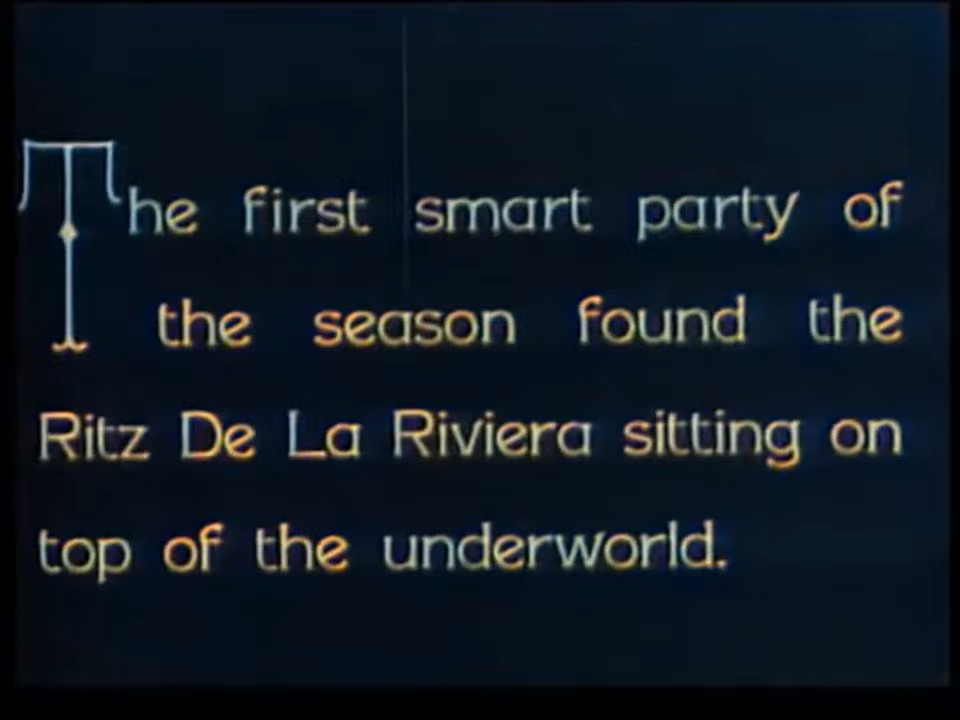 The first smart party of
the season found the
Ritz De La Riviera sitting on
top of the underworld.